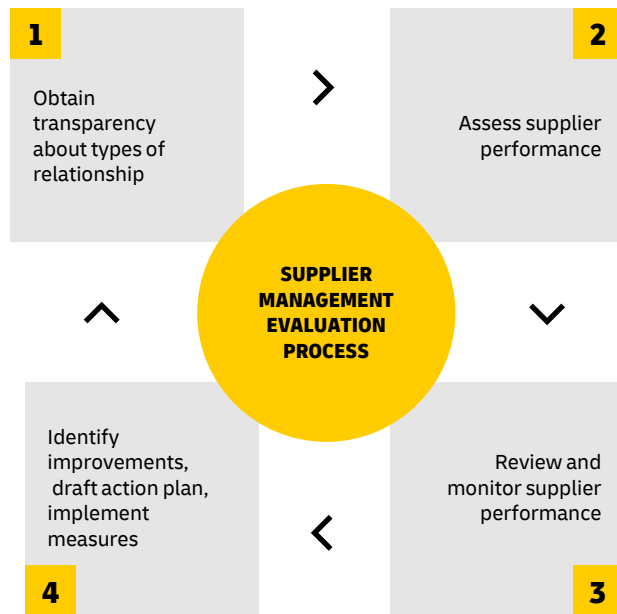 1
Obtain
transparency
about types of
relationship
2
Assess supplier
performance
SUPPLIER
MANAGEMENT
EVALUATION
PROCESS
Review and
monitor supplier
performance
3
Identify
improvements,
draft action plan,
implement
measures
4